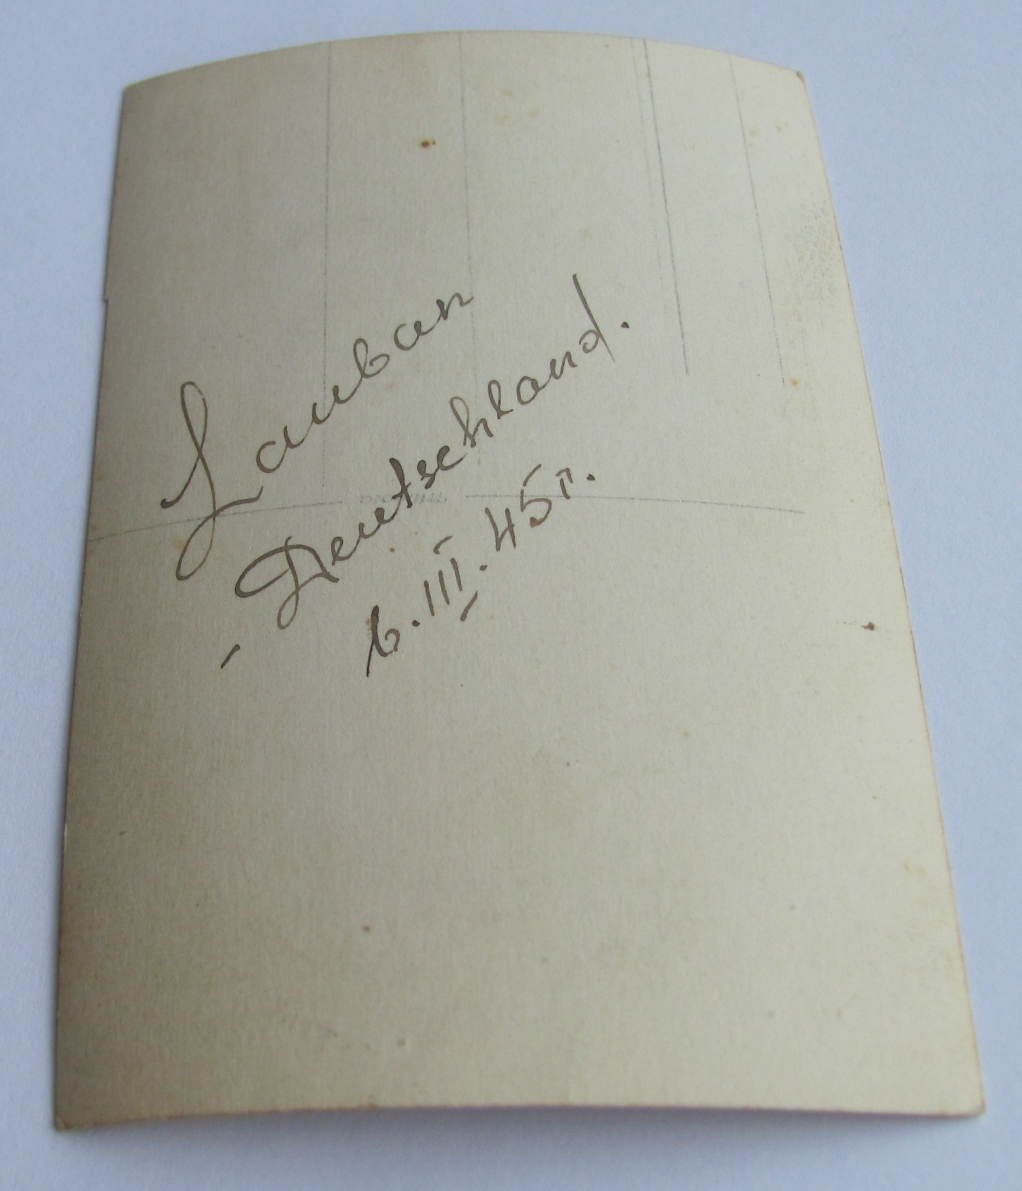 Lauban
Deutschland.
6. III. 45 г.